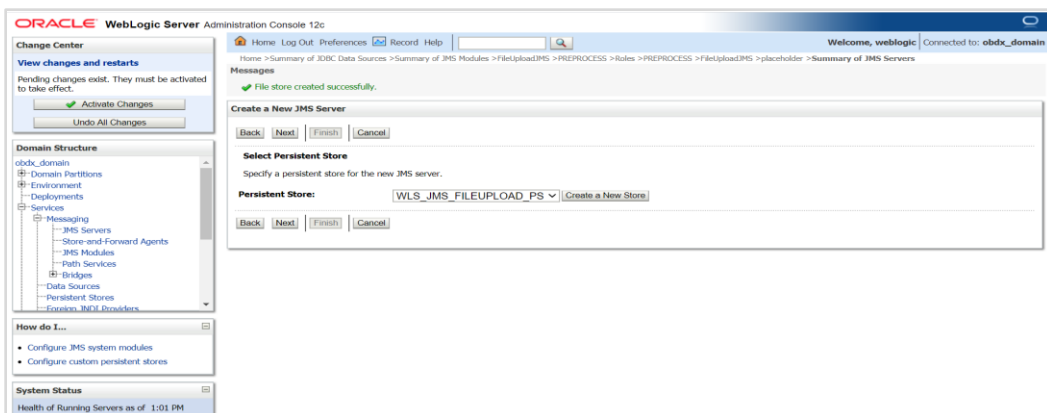 ORACLE WebLogic Server Administration Console 12c
Change Center
View changes and restarts
Pending changes exist. They must be activated
to take effect.
Activate Changes
Undo All Changes
Domain Structure
obdx_domain
Domain Partitions
Environment
Deployments
Services
Messaging
JMS Servers
Store-and-Forward Agents
JMS Modules
Path Services
Bridges
Data Sources
Persistent Stores
Foreign JNDI Providers
How do I...
Configure JMS system modules
Configure custom persistent stores
System Status
Health of Running Servers as of 1:01 PM
Home Log Out Preferences Record Help
Welcome, weblogic Connected to: obdx_domain
Home >Summary of JDBC Data Sources >Summary of JMS Modules >FileUploadJMS >PREPROCESS >Roles >PREPROCESS >FileUploadJMS >placeholder >Summary of JMS Servers
Messages
File store created successfully.
Create a New JMS Server
Back Next Finish Cancel
Select Persistent Store
Specify a persistent store for the new JMS server.
Persistent Store: WLS_JMS_FILEUPLOAD_PS Create a New Store
Back Next Finish Cancel